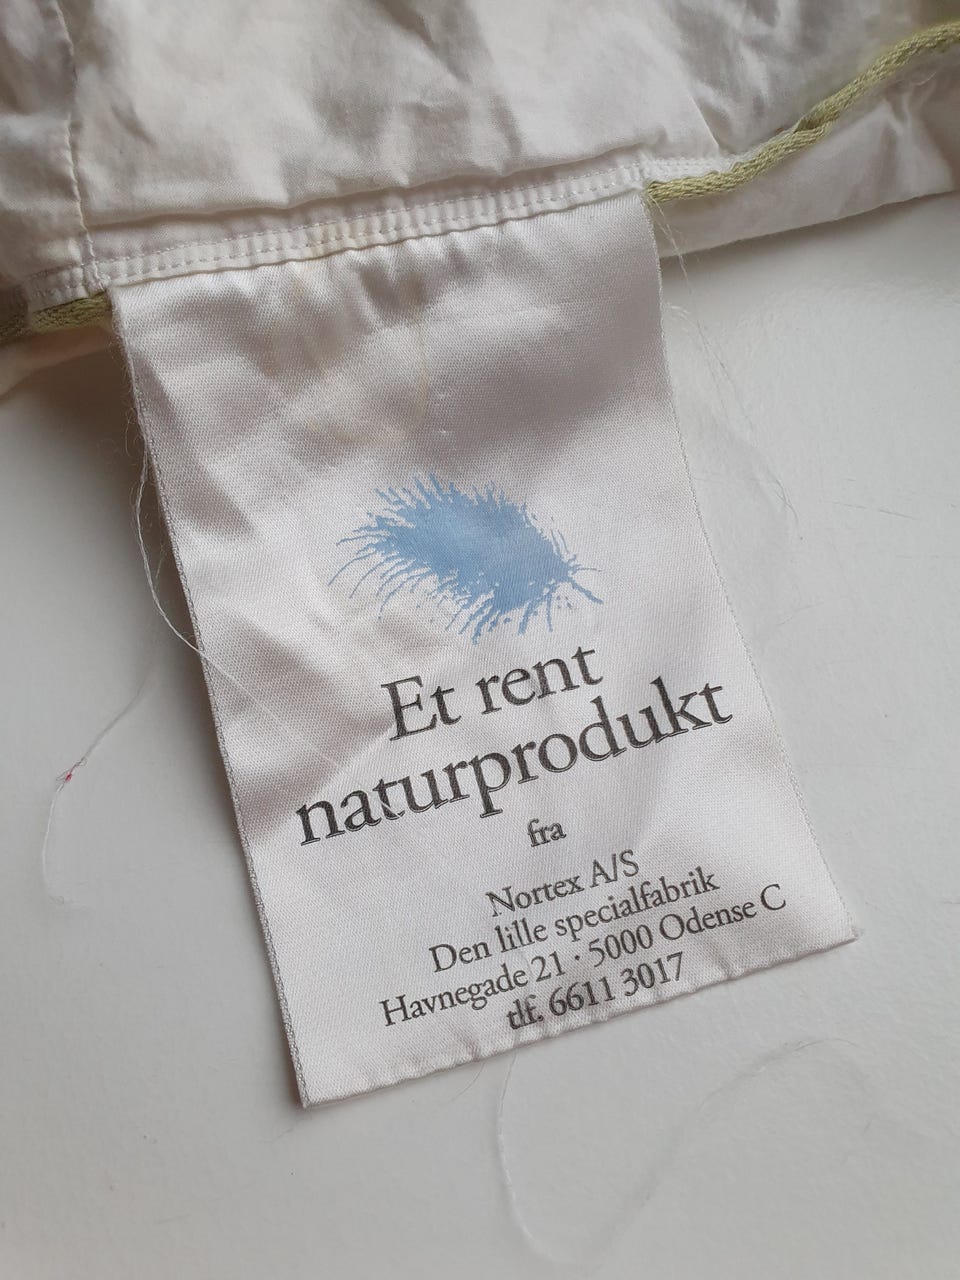 Et rent
naturprodukt
fra
Nortex A/S
Den lille specialfabrik
Havnegade 21 · 5000 Odense C
tlf. 6611 3017